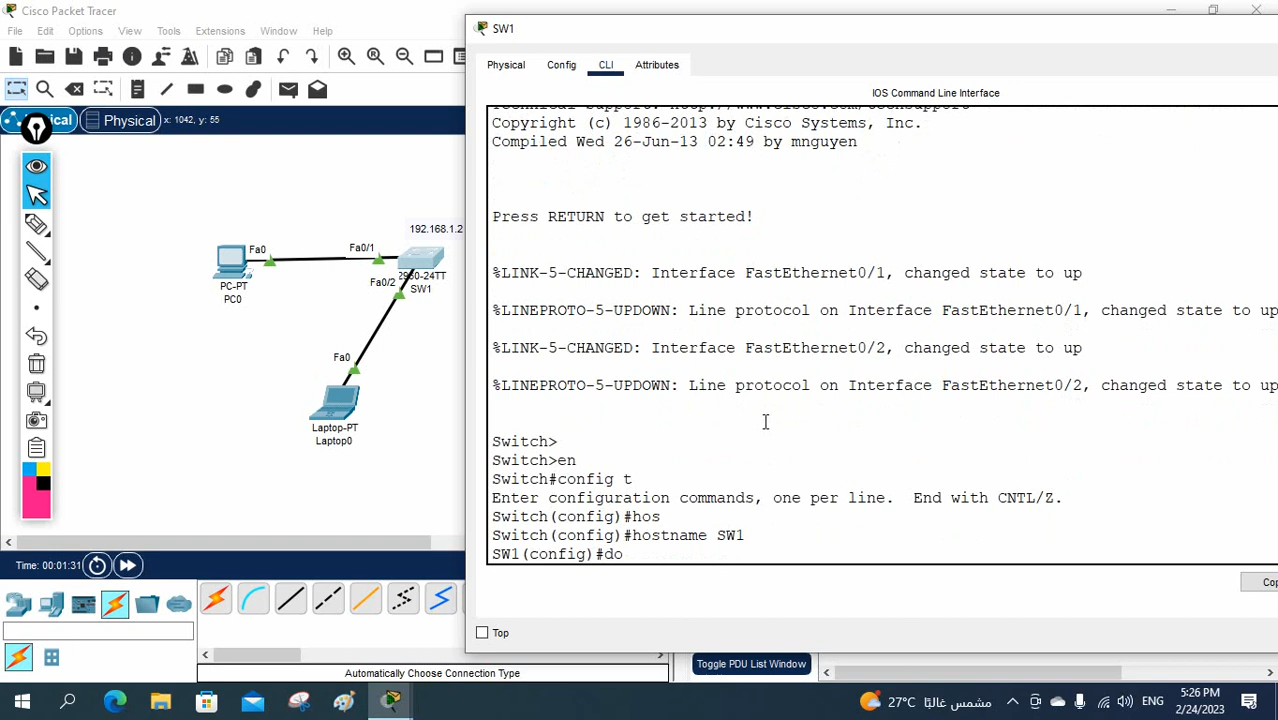 Cisco Packet Tracer
File Edit Options View Tools Extensions Window Help
Physical x: 1042, y: 55
192.168.1.2
Fa0 Fa0/1
Fa0/2 SW1
PC-PT
PC0
Fa0
Laptop-PT
Laptop0
Time: 00:01:31
Automatically Choose Connection Type
SW1
Physical Config CLI Attributes
IOS Command Line Interface
Copyright (c) 1986-2013 by Cisco Systems, Inc.
Compiled Wed 26-Jun-13 02:49 by mnguyen
Press RETURN to get started!
%LINK-5-CHANGED: Interface FastEthernet0/1, changed state to up
%LINEPROTO-5-UPDOWN: Line protocol on Interface FastEthernet0/1, changed state to up
%LINK-5-CHANGED: Interface FastEthernet0/2, changed state to up
%LINEPROTO-5-UPDOWN: Line protocol on Interface FastEthernet0/2, changed state to up
Switch>
Switch>en
Switch#config t
Enter configuration commands, one per line. End with CNTL/Z.
Switch(config)#hos
Switch(config)#hostname SW1
SW1(config)#do
Top
Toggle PDU List Window
27°C مشمس غالبًا ENG
5:26 PM
2/24/2023